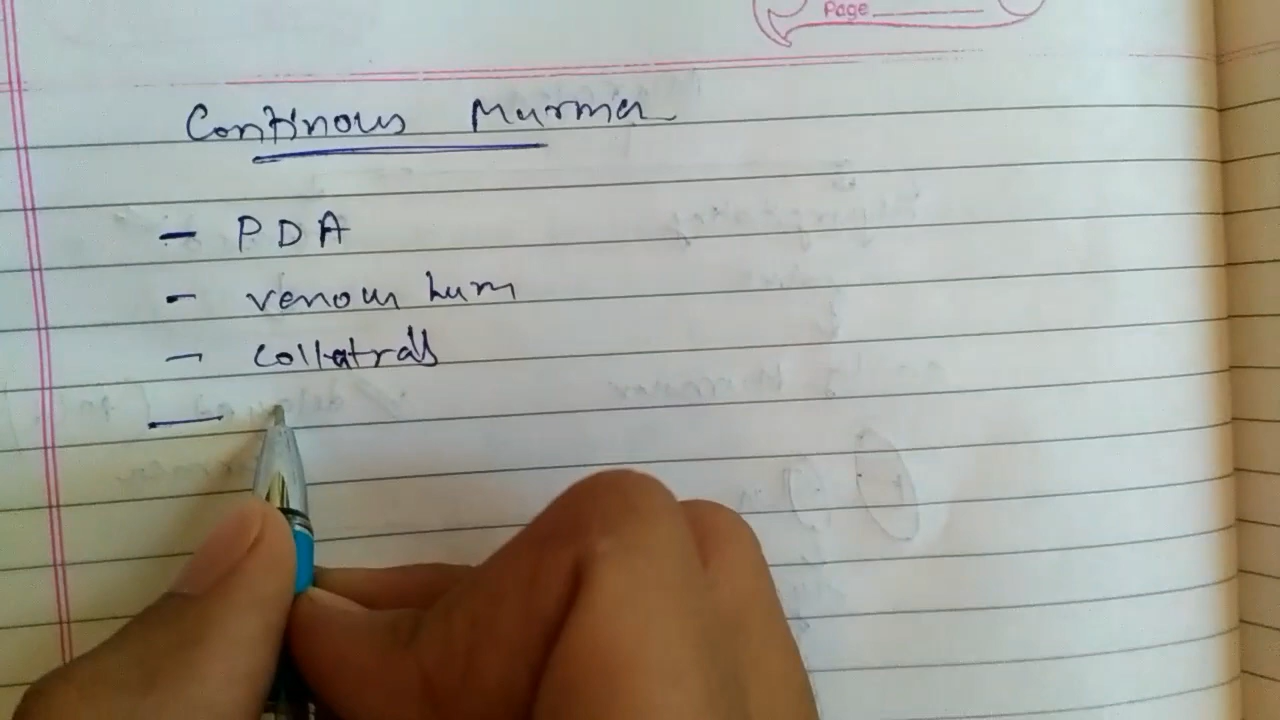 Page
Continous Murmur
- PDA
- venous hum
- Collatrals